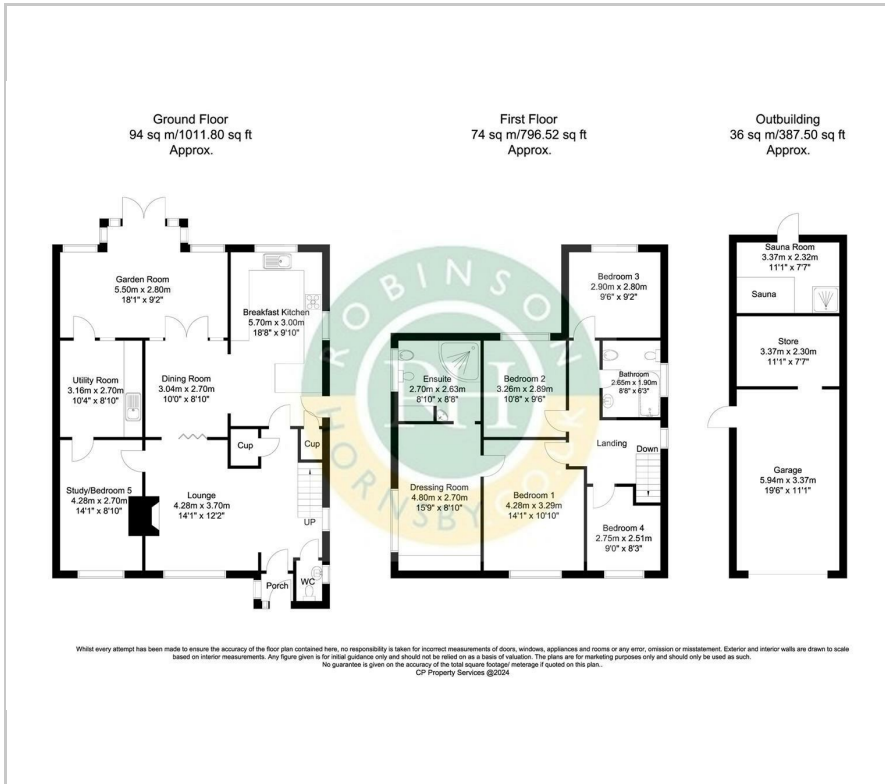 Ground Floor
94 sq m/1011.80 sq ft
Approx.
First Floor
74 sq m/796.52 sq ft
Approx.
Outbuilding
36 sq m/387.50 sq ft
Approx.
Garden Room
5.50m x 2.80m
18'1" x 9'2"
Breakfast Kitchen
5.70m x 3.00m
18'8" x 9'10"
Utility Room
3.16m x 2.70m
10'4" x 8'10"
Dining Room
3.04m x 2.70m
10'0" x 8'10"
Cup
Cup
Study/Bedroom 5
4.28m x 2.70m
14'1" x 8'10"
Lounge
4.28m x 3.70m
14'1" x 12'2"
UP
Porch
WC
Bedroom 3
2.90m x 2.80m
9'6" x 9'2"
Ensuite
2.70m x 2.63m
8'10" x 8'8"
Bedroom 2
3.26m x 2.89m
10'8" x 9'6"
Bathroom
2.65m x 1.90m
8'8" x 6'3"
Landing
Down
Dressing Room
4.80m x 2.70m
15'9" x 8'10"
Bedroom 1
4.28m x 3.29m
14'1" x 10'10"
Bedroom 4
2.75m x 2.51m
9'0" x 8'3"
Sauna Room
3.37m x 2.32m
11'1" x 7'7"
Sauna
Store
3.37m x 2.30m
11'1" x 7'7"
Garage
5.94m x 3.37m
19'6" x 11'1"
ROBINSON
RH
HORNSBY.CO.UK
Whilst every attempt has been made to ensure the accuracy of the floor plan contained here, no responsibility is taken for incorrect measurements of doors, windows, appliances and rooms or any error, omission or misstatement. Exterior and interior walls are drawn to scale
based on interior measurements. Any figure given is for initial guidance only and should not be relied on as a basis of valuation. The plans are for marketing purposes only and should only be used as such.
No guarantee is given on the accuracy of the total square footage/ meterage if quoted on this plan..
CP Property Services @2024